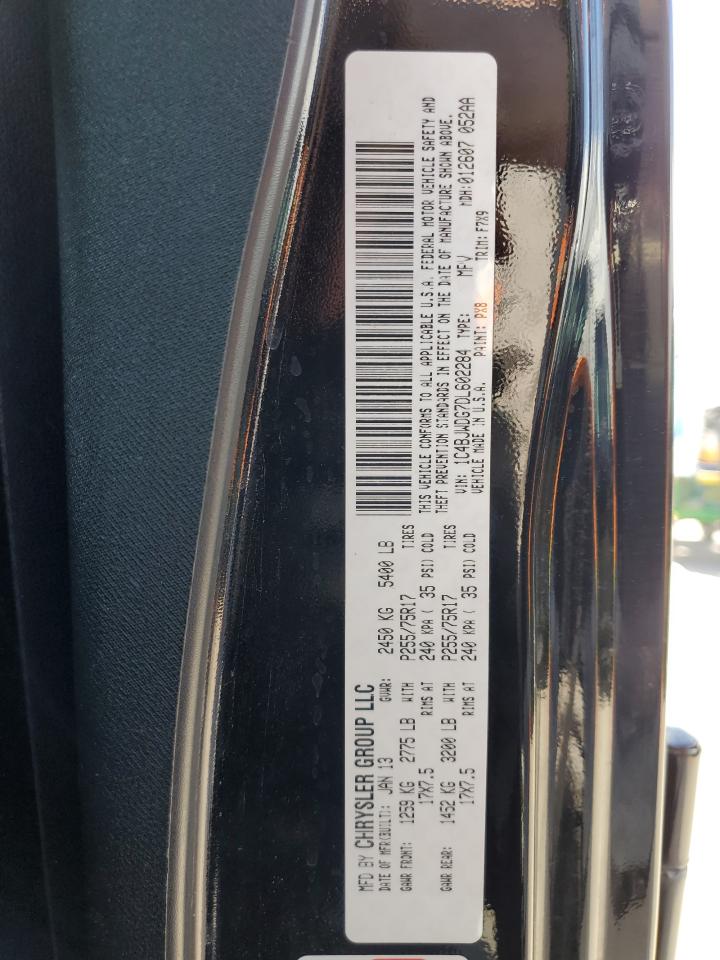 MFD BY CHRYSLER GROUP LLC
DATE OF MFR(BUILT): JAN 13 GVWR: 2450 KG 5400 LB
GAWR FRONT: 1259 KG 2775 LB WITH P255/75R17 TIRES
17X7.5 RIMS AT 240 KPA ( 35 PSI) COLD
GAWR REAR: 1452 KG 3200 LB WITH P255/75R17 TIRES
17X7.5 RIMS AT 240 KPA ( 35 PSI) COLD
THIS VEHICLE CONFORMS TO ALL APPLICABLE U.S.A. FEDERAL MOTOR VEHICLE SAFETY AND
THEFT PREVENTION STANDARDS IN EFFECT ON THE DATE OF MANUFACTURE SHOWN ABOVE.
VIN: 1C4BJWDG7DL602284 TYPE: MPV MDH:012607 052AA
VEHICLE MADE IN U.S.A. PAINT: PX8 TRIM: F7X9